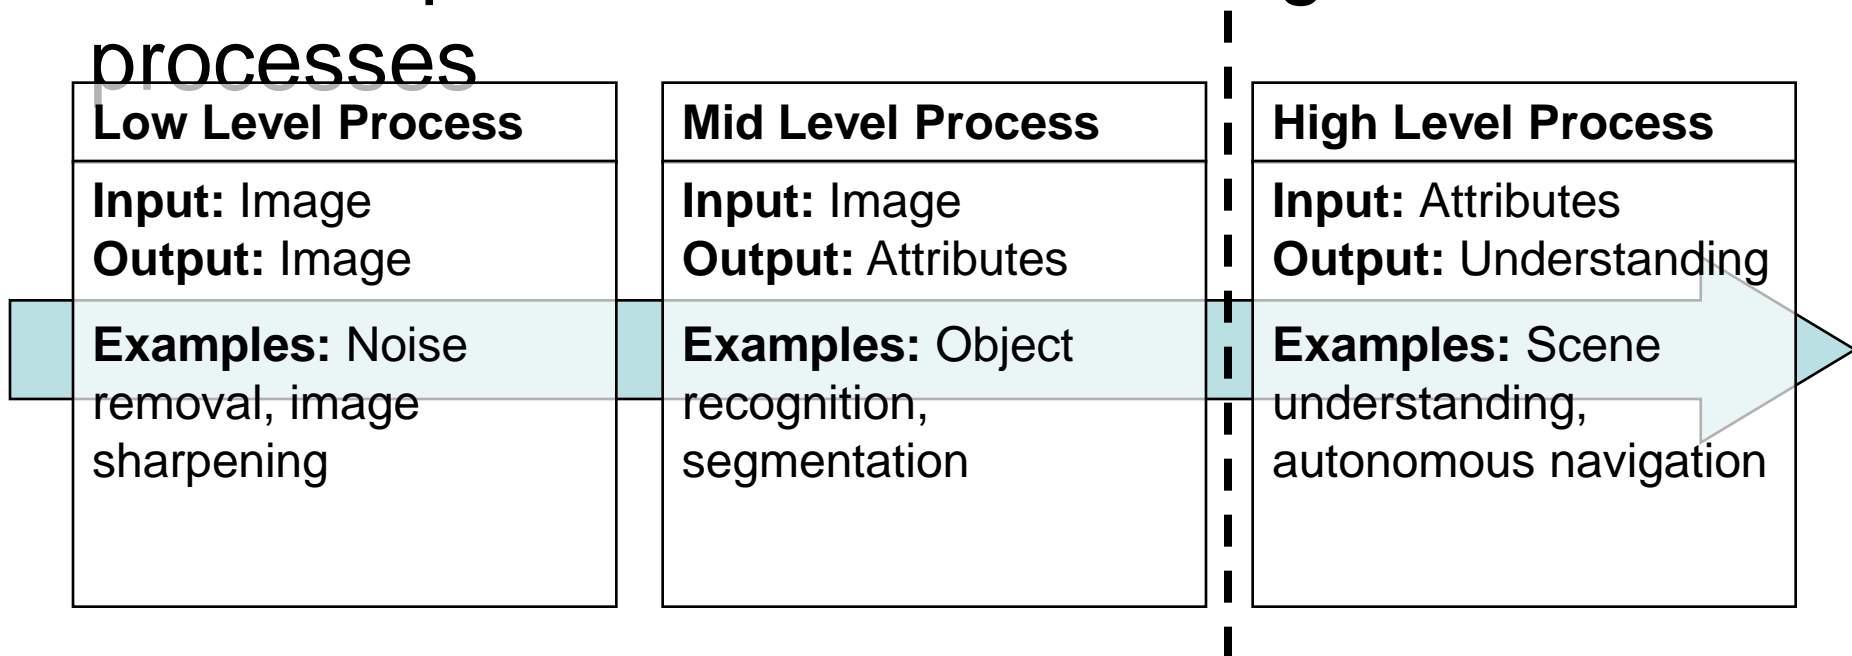 processes
Low Level Process
Input: Image
Output: Image
Examples: Noise
removal, image
sharpening
Mid Level Process
Input: Image
Output: Attributes
Examples: Object
recognition,
segmentation
High Level Process
Input: Attributes
Output: Understanding
Examples: Scene
understanding,
autonomous navigation